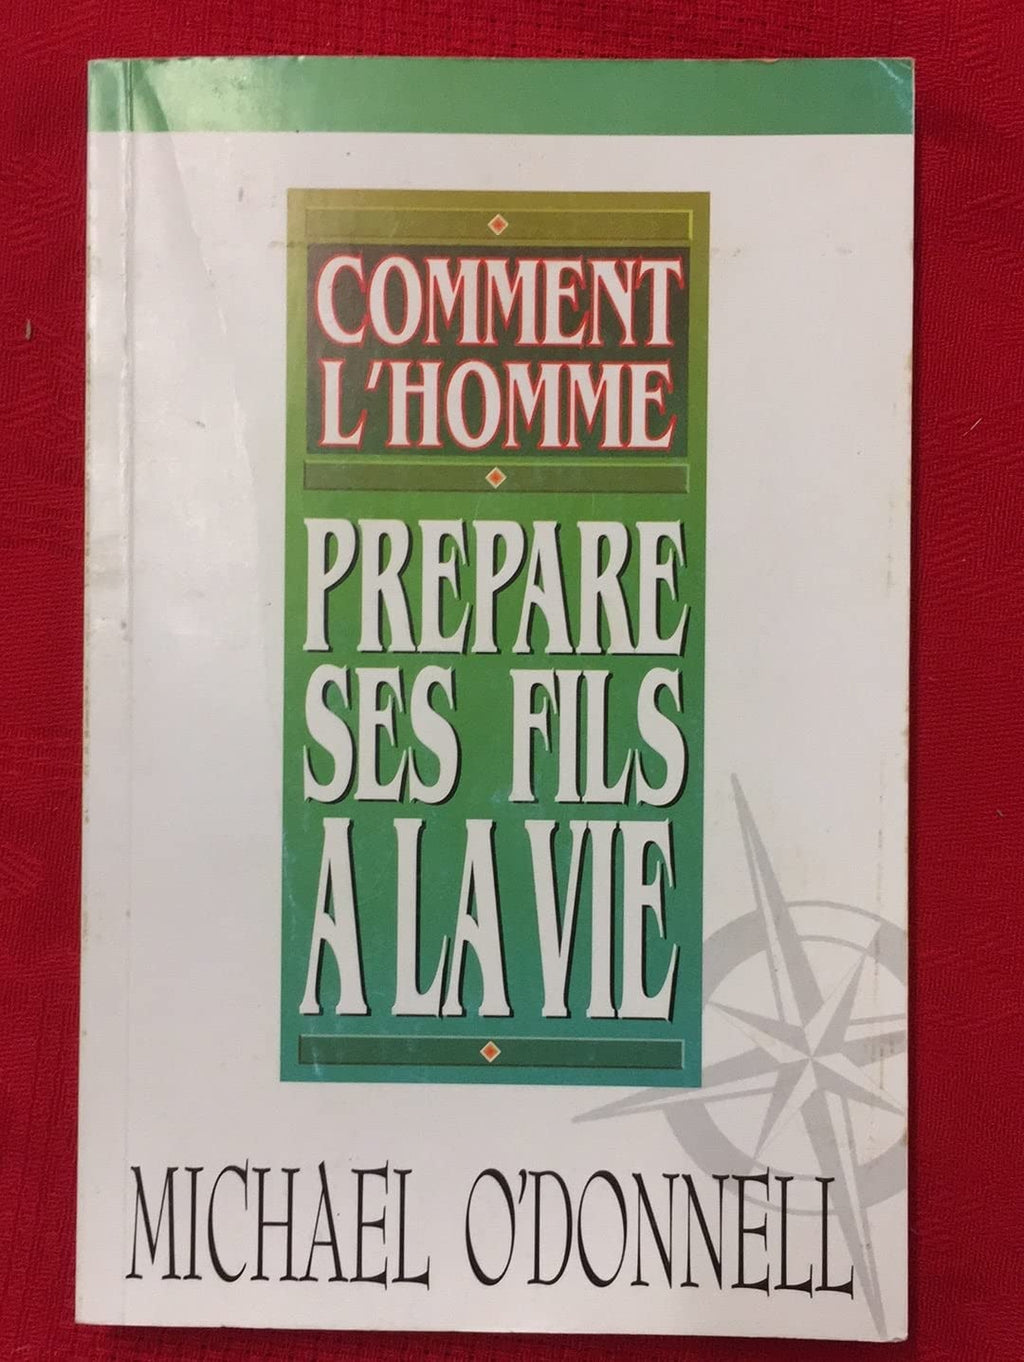 COMMENT
L'HOMME
PREPARE
SES FILS
A LA VIE
MICHAEL O'DONNELL